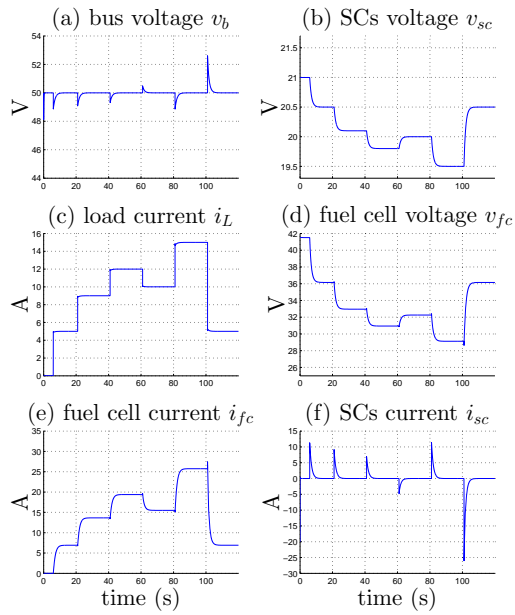 (a) bus voltage v_b
(b) SCs voltage v_sc
54
52
50
48
46
44
V
0 20 40 60 80 100
21.5
21
20.5
20
19.5
V
0 20 40 60 80 100
(c) load current i_L
(d) fuel cell voltage v_fc
16
14
12
10
8
6
4
2
0
A
0 20 40 60 80 100
42
40
38
36
34
32
30
28
26
V
0 20 40 60 80 100
(e) fuel cell current i_fc
(f) SCs current i_sc
35
30
25
20
15
10
5
0
A
0 20 40 60 80 100
time (s)
15
10
5
0
−5
−10
−15
−20
−25
−30
A
0 20 40 60 80 100
time (s)